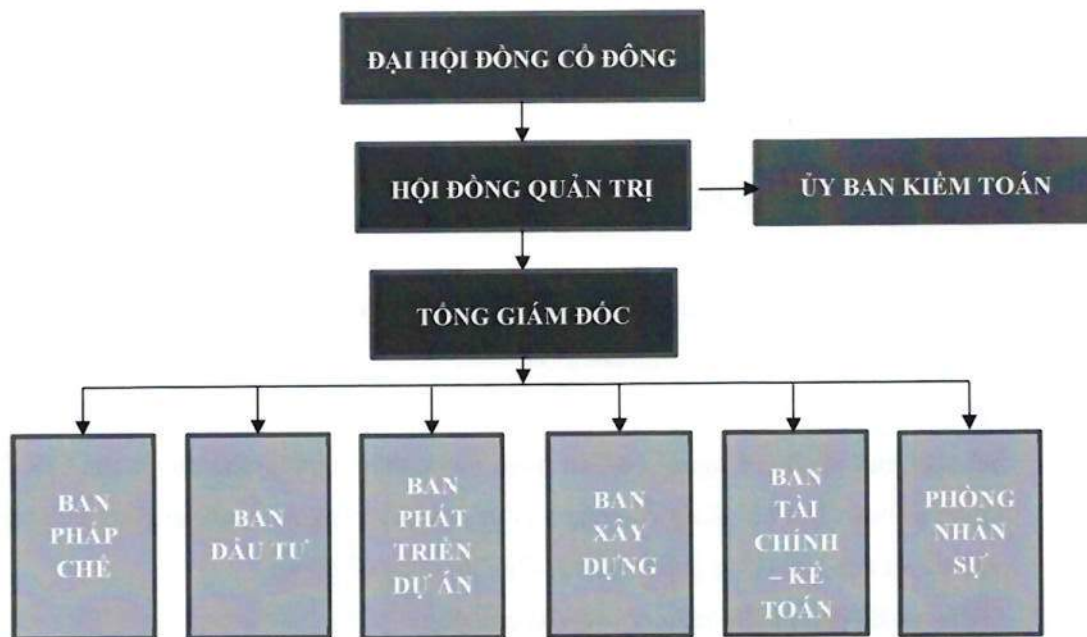 ĐẠI HỘI ĐỒNG CỔ ĐÔNG
HỘI ĐỒNG QUẢN TRỊ
ỦY BAN KIỂM TOÁN
TỔNG GIÁM ĐỐC
BAN
PHÁP
CHẾ
BAN
ĐẦU TƯ
BAN
PHÁT
TRIỂN
DỰ ÁN
BAN
XÂY
DỰNG
BAN
TÀI
CHÍNH
– KẾ
TOÁN
PHÒNG
NHÂN
SỰ